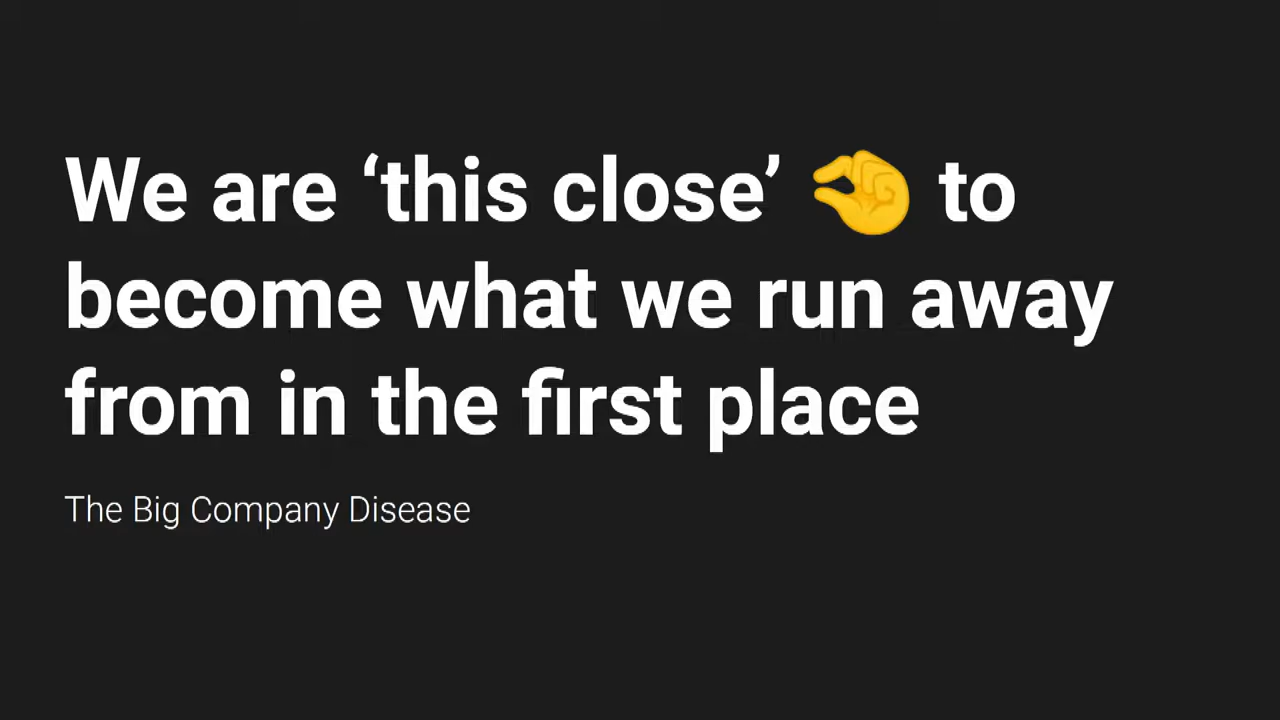 We are ‘this close’ 🤏 to
become what we run away
from in the first place
The Big Company Disease